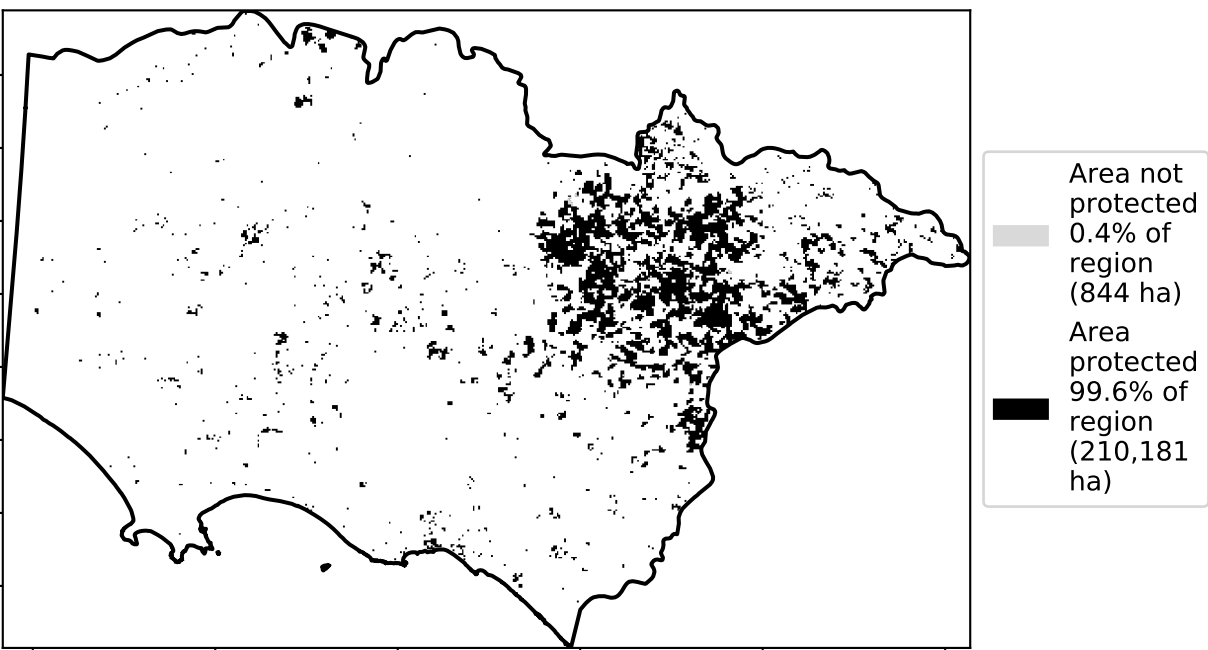 Area not
protected
0.4% of
region
(844 ha)
Area
protected
99.6% of
region
(210,181
ha)